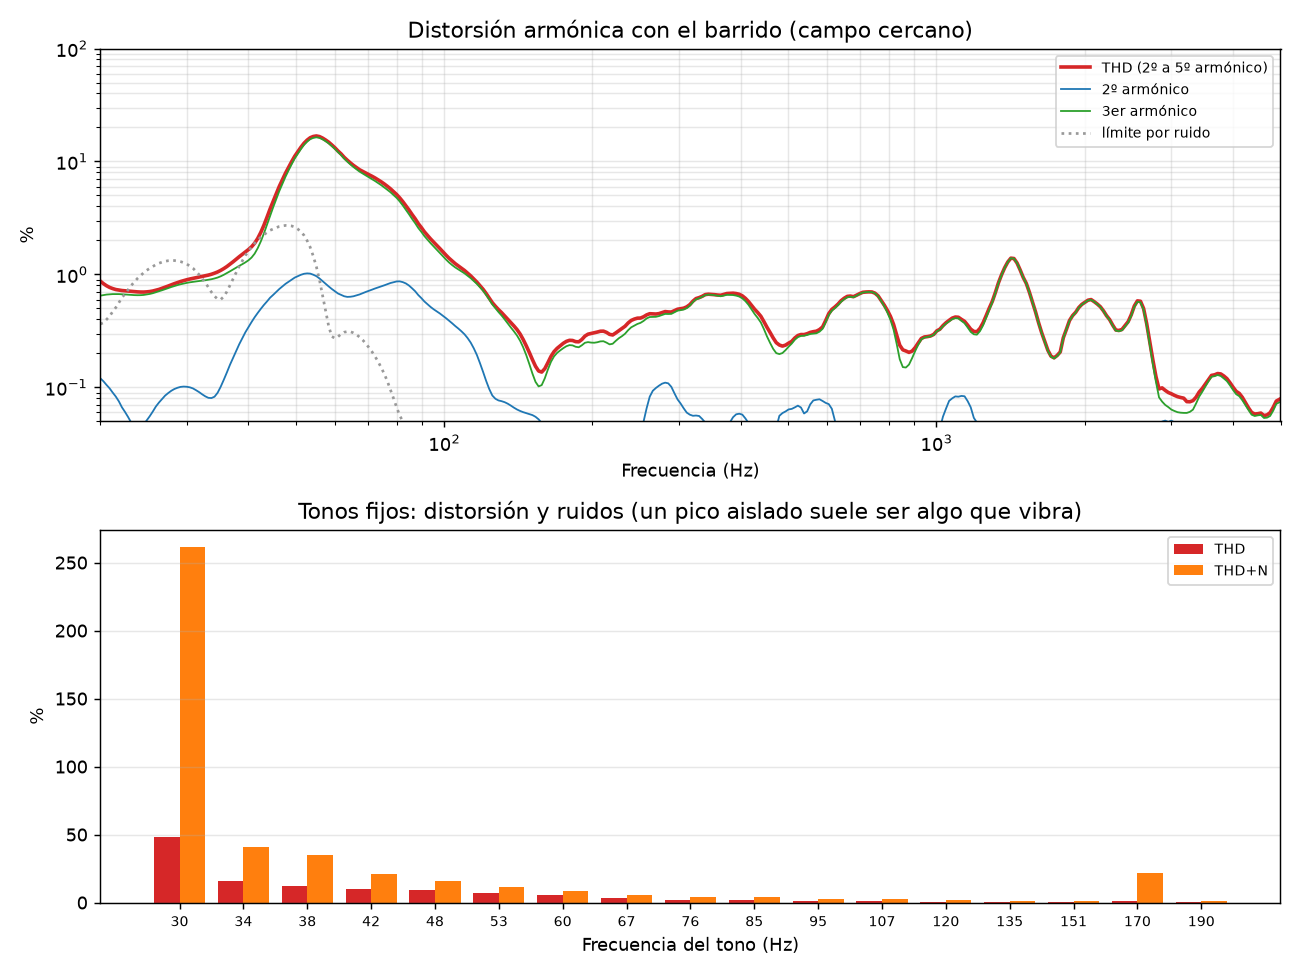 Distorsión armónica con el barrido (campo cercano)
10²
10¹
10⁰
10⁻¹
%
THD (2º a 5º armónico)
2º armónico
3er armónico
límite por ruido
10²
10³
Frecuencia (Hz)
Tonos fijos: distorsión y ruidos (un pico aislado suele ser algo que vibra)
250
200
150
100
50
0
%
THD
THD+N
30 34 38 42 48 53 60 67 76 85 95 107 120 135 151 170 190
Frecuencia del tono (Hz)